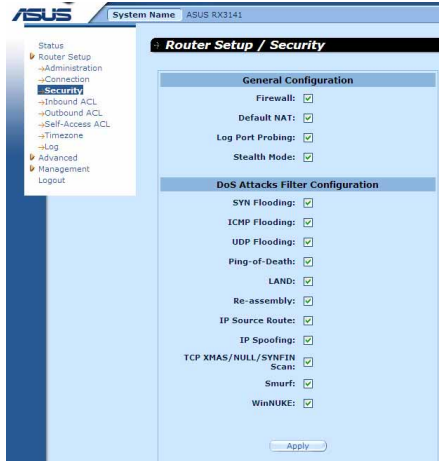 ASUS
System Name ASUS RX3141
Status
Router Setup
→Administration
→Connection
→Security
→Inbound ACL
→Outbound ACL
→Self-Access ACL
→Timezone
→Log
Advanced
Management
Logout
Router Setup / Security
General Configuration
Firewall:
Default NAT:
Log Port Probing:
Stealth Mode:
DoS Attacks Filter Configuration
SYN Flooding:
ICMP Flooding:
UDP Flooding:
Ping-of-Death:
LAND:
Re-assembly:
IP Source Route:
IP Spoofing:
TCP XMAS/NULL/SYNFIN
Scan:
Smurf:
WinNUKE:
Apply